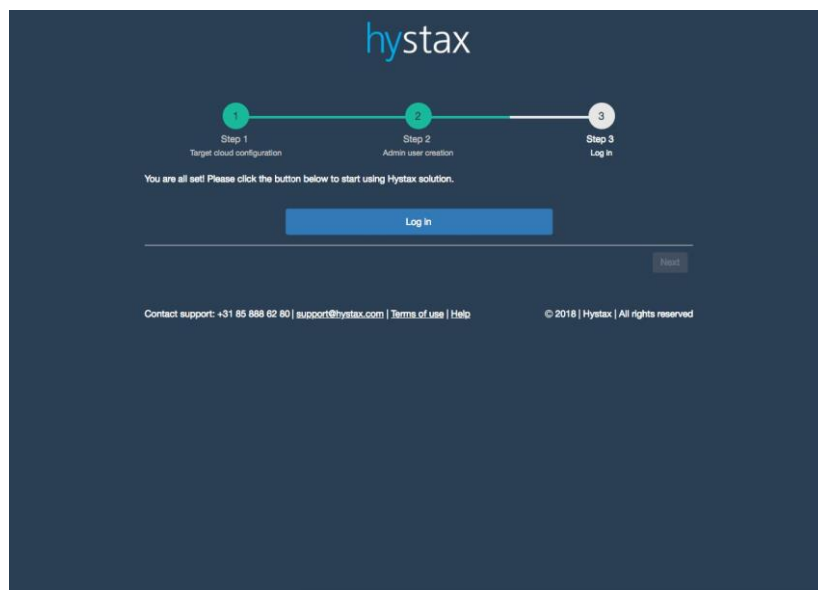 hystax
1 2 3
Step 1 Step 2 Step 3
Target cloud configuration Admin user creation Log in
You are all set! Please click the button below to start using Hystax solution.
Log in
Next
Contact support: +31 85 888 62 80 | support@hystax.com | Terms of use | Help © 2018 | Hystax | All rights reserved